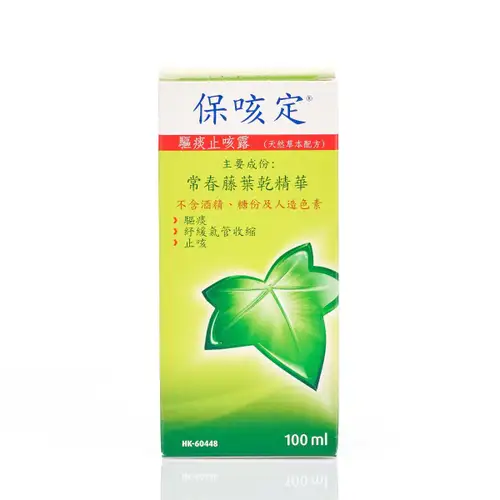 保咳定®
驅痰止咳露 (天然草本配方)
主要成份:
常春藤葉乾精華
不含酒精、糖份及人造色素
驅痰
紓緩氣管收縮
止咳
HK-60448 100 ml